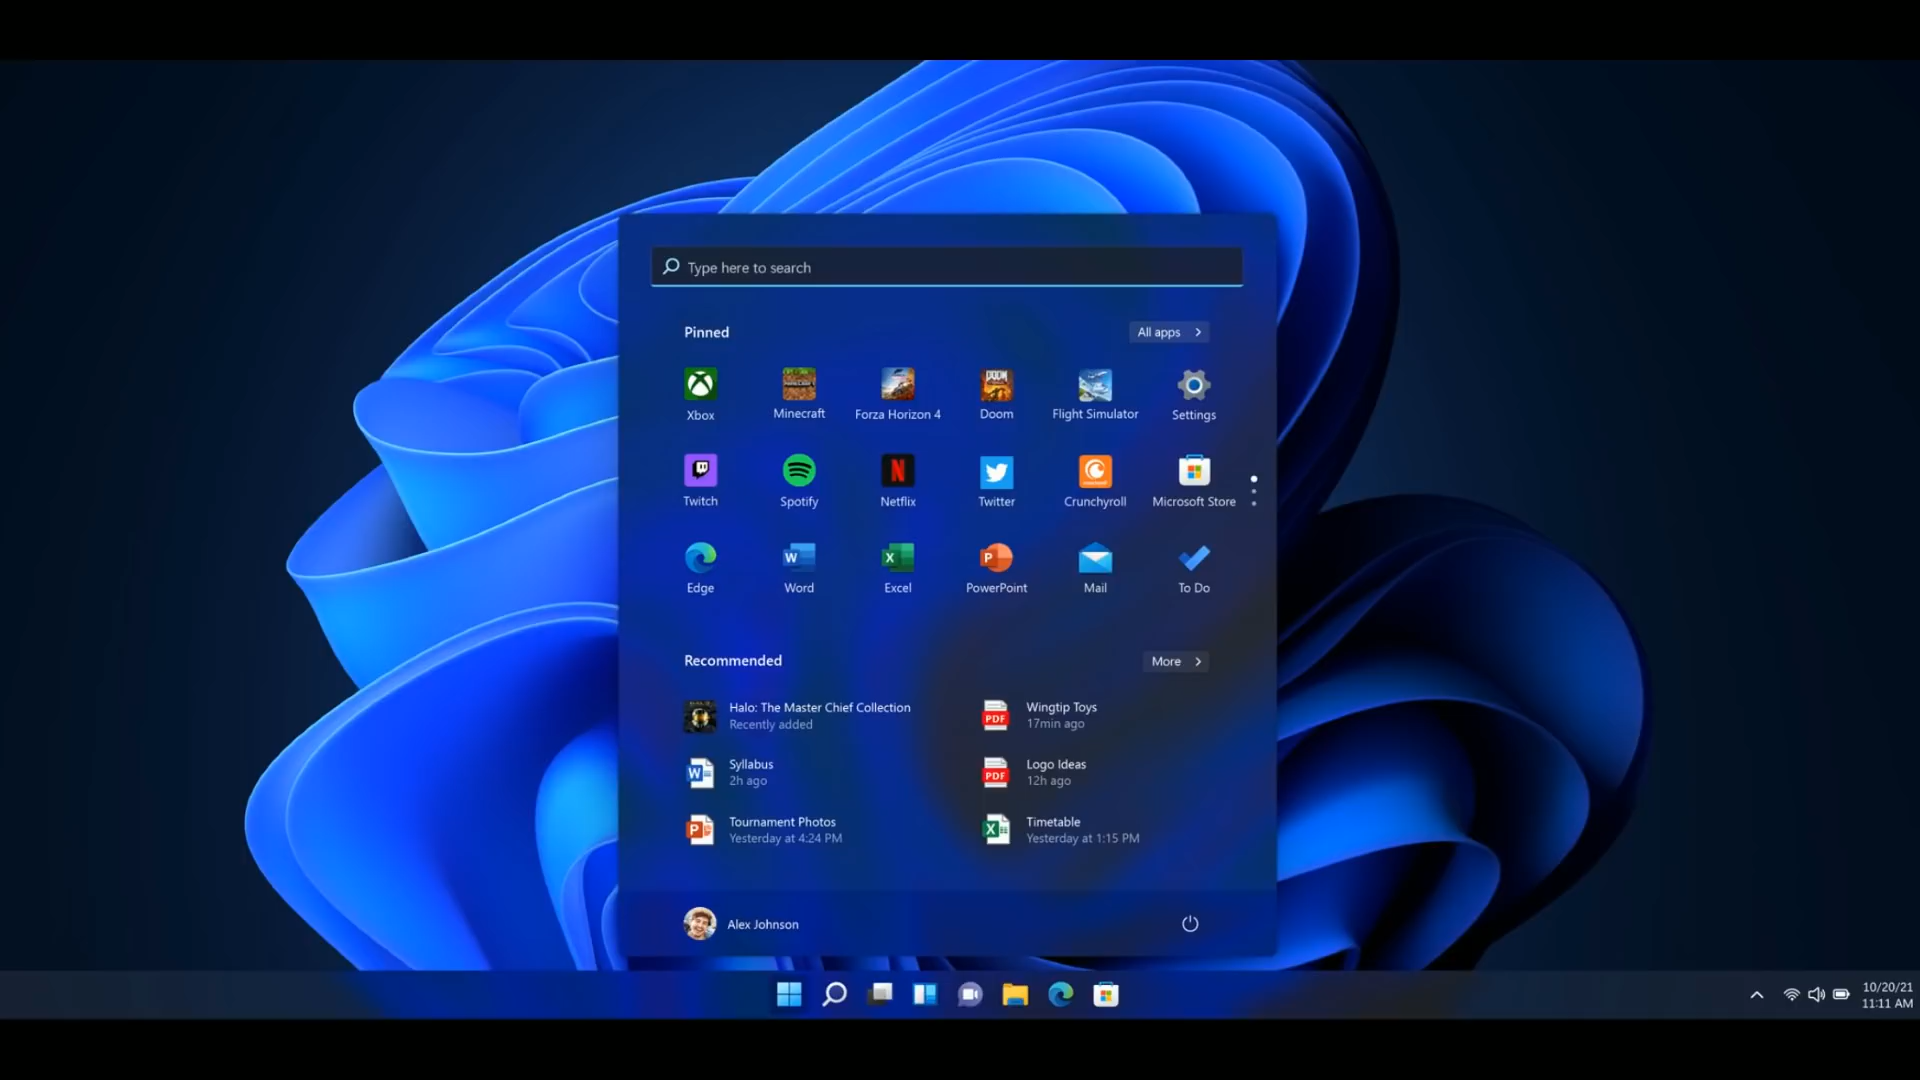 Type here to search
Pinned
All apps
Xbox
Minecraft
Forza Horizon 4
Doom
Flight Simulator
Settings
Twitch
Spotify
Netflix
Twitter
Crunchyroll
Microsoft Store
Edge
Word
Excel
PowerPoint
Mail
To Do
Recommended
More
Halo: The Master Chief Collection
Recently added
Wingtip Toys
17min ago
PDF
Syllabus
2h ago
Logo Ideas
12h ago
PDF
Tournament Photos
Yesterday at 4:24 PM
Timetable
Yesterday at 1:15 PM
Alex Johnson
10/20/21
11:11 AM